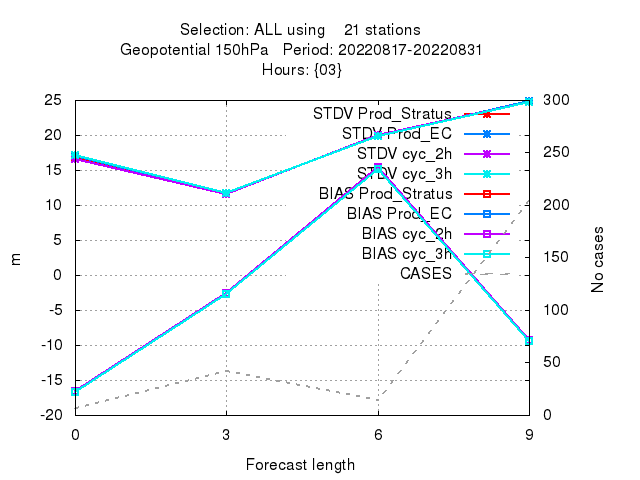 Selection: ALL using 21 stations
Geopotential 150hPa Period: 20220817-20220831
Hours: {03}
25 300
20 250
15 200
10 150
5 100
0 50
-5 0
-10
-15
-20
STDV Prod_Stratus
STDV Prod_EC
STDV cyc_2h
STDV cyc_3h
BIAS Prod_Stratus
BIAS Prod_EC
BIAS cyc_2h
BIAS cyc_3h
CASES
m
No cases
0 3 6 9
Forecast length